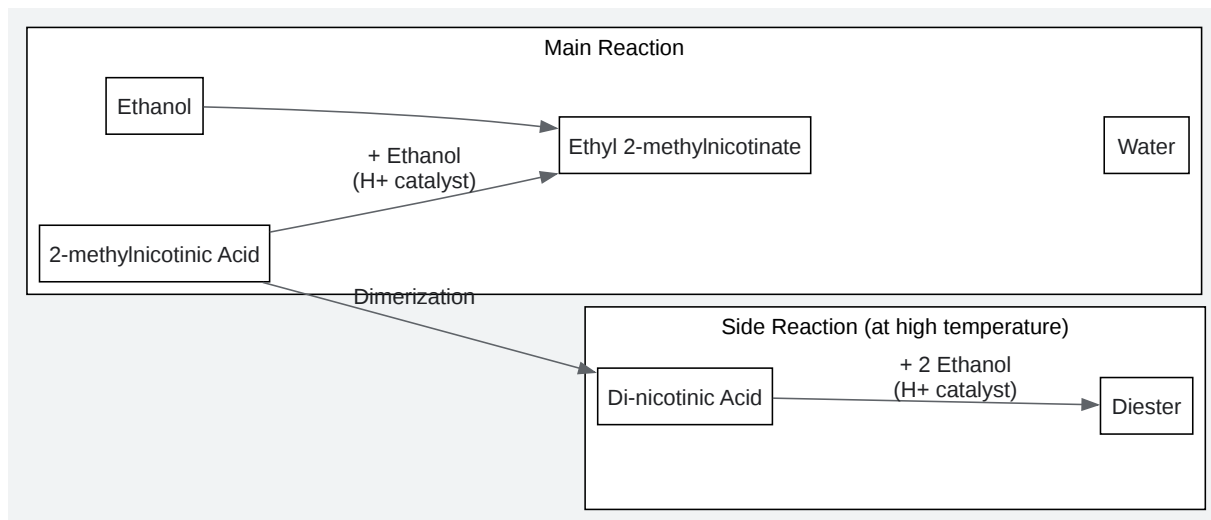 Main Reaction
Ethanol
Ethyl 2-methylnicotinate
Water
+ Ethanol
(H+ catalyst)
2-methylnicotinic Acid
Dimerization
Side Reaction (at high temperature)
+ 2 Ethanol
(H+ catalyst)
Di-nicotinic Acid
Diester